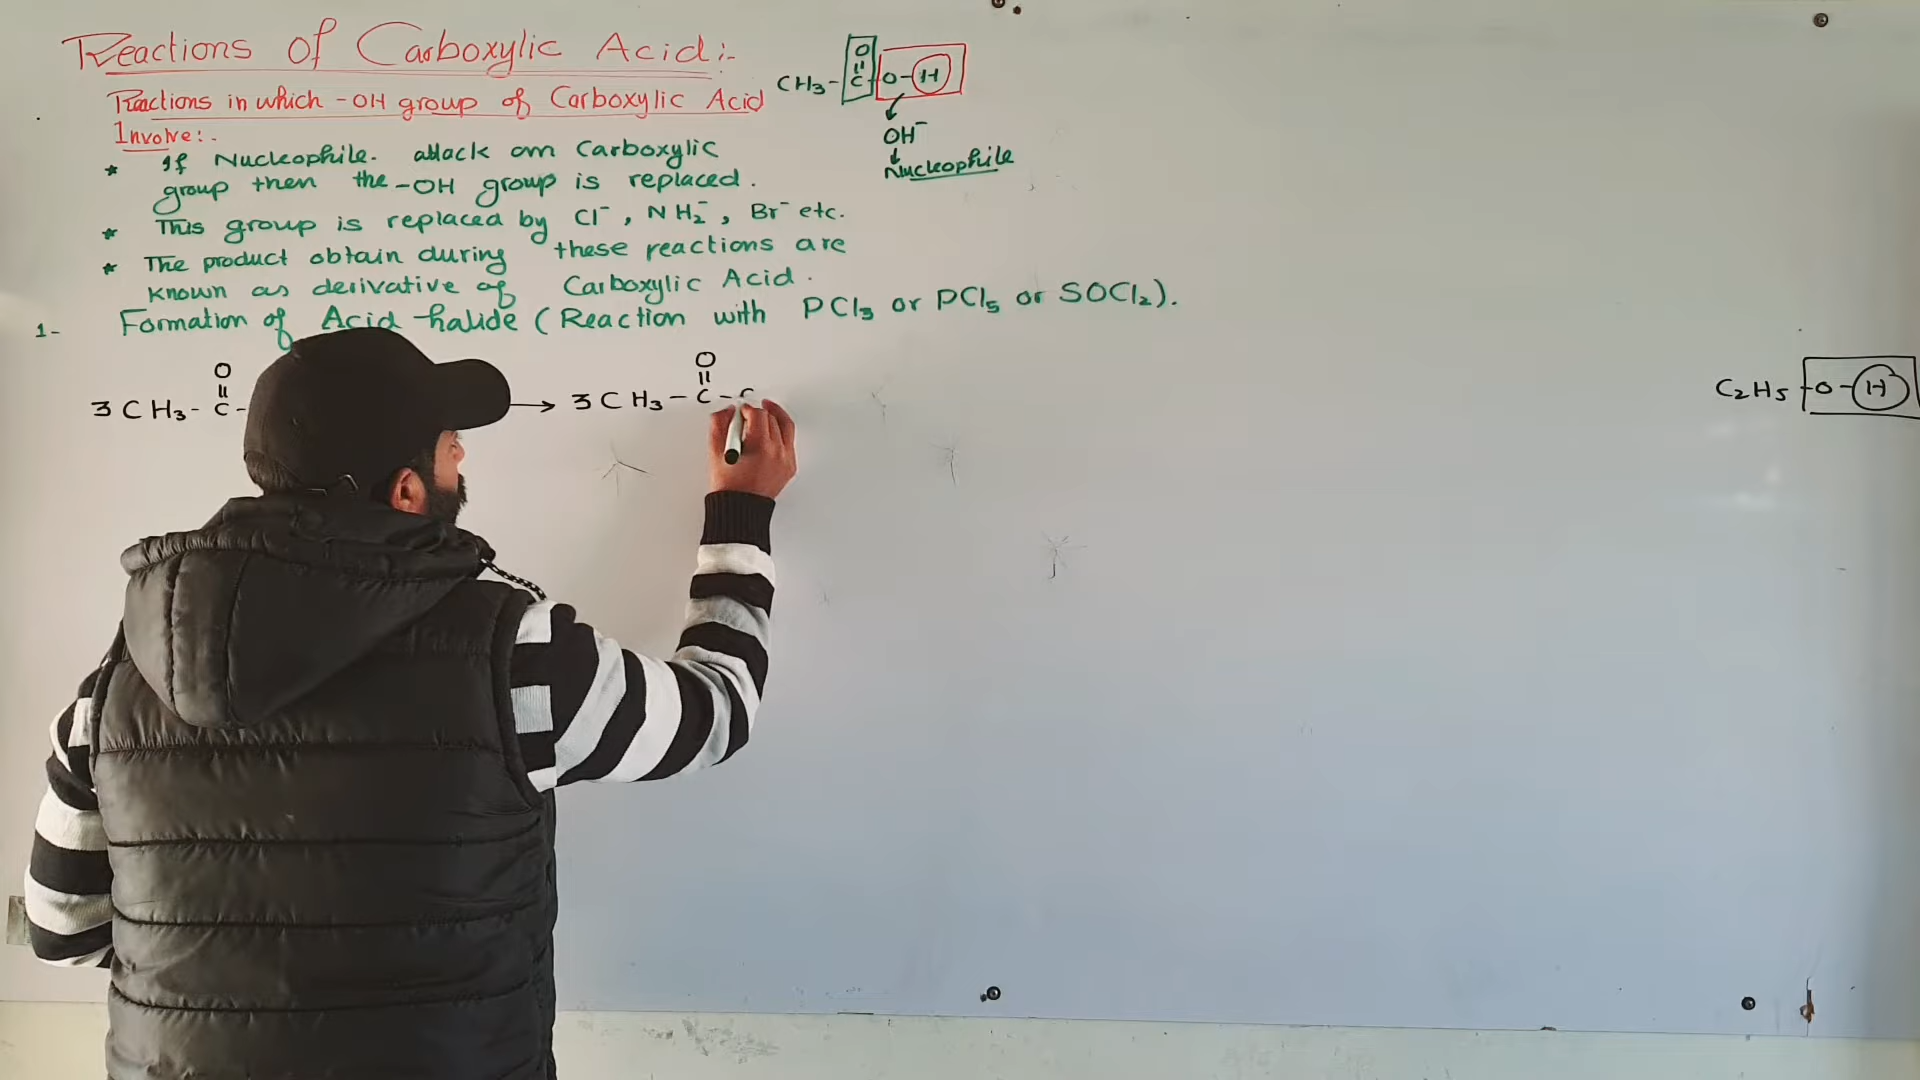 Reactions of Carboxylic Acid:-
Reactions in which -OH group of Carboxylic Acid
Involve:-
* If Nucleophile. attack on Carboxylic
group then the -OH group is replaced.
* This group is replaced by Cl⁻, NH₂⁻, Br⁻ etc.
* The product obtain during these reactions are
known as derivative of Carboxylic Acid.
1- Formation of Acid halide (Reaction with PCl₃ or PCl₅ or SOCl₂).
O
CH₃-C-O-H
OH⁻
Nucleophile
O
3CH₃-C-
O
→ 3CH₃-C-C
C₂H₅-O-H